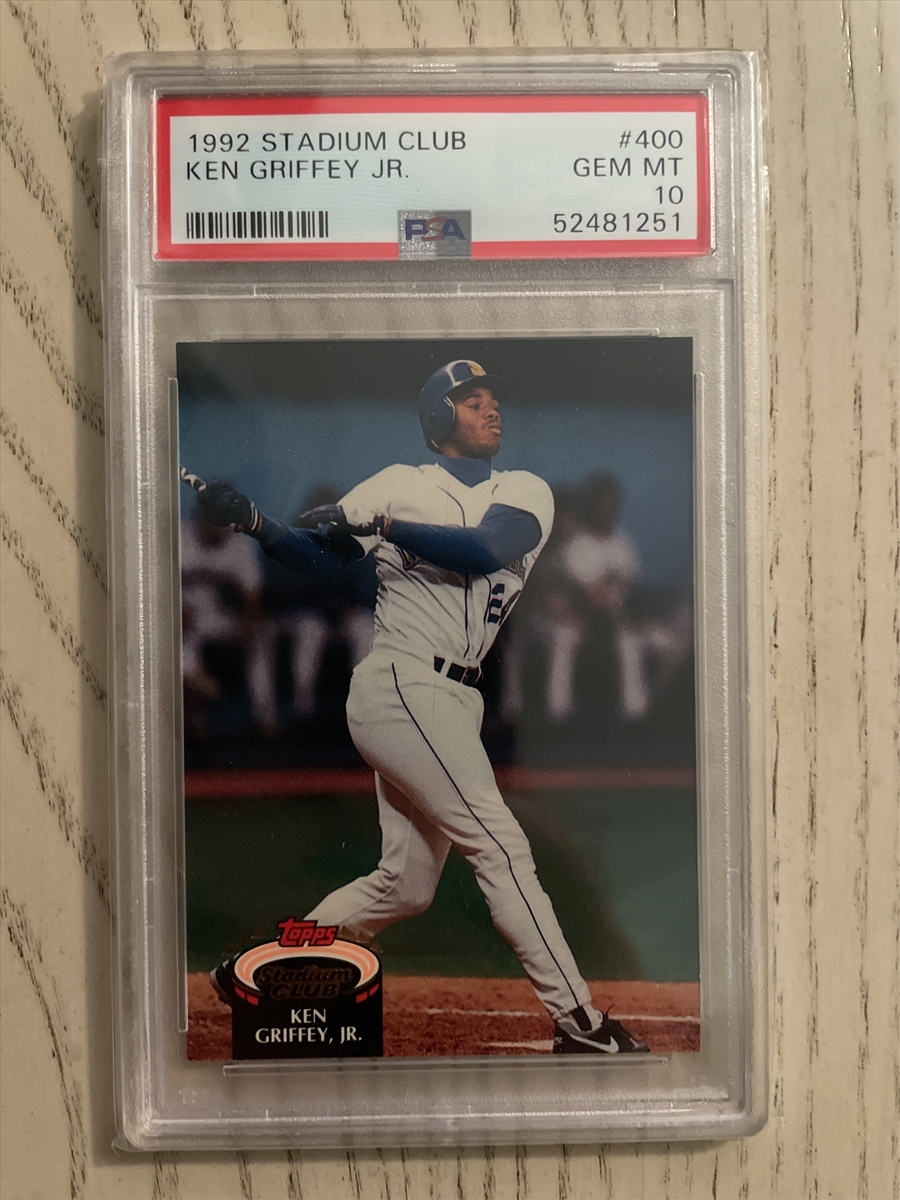 1992 STADIUM CLUB #400
KEN GRIFFEY JR. GEM MT
10
52481251
PSA
Topps
Stadium
CLUB
KEN
GRIFFEY, JR.